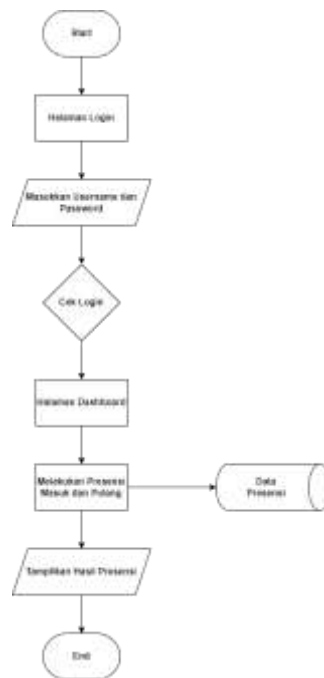 Start
Halaman Login
Masukkan Username dan
Password
Cek Login
Halaman Dashboard
Melakukan Presensi
Masuk dan Pulang
Data
Presensi
Tampilkan Hasil Presensi
End